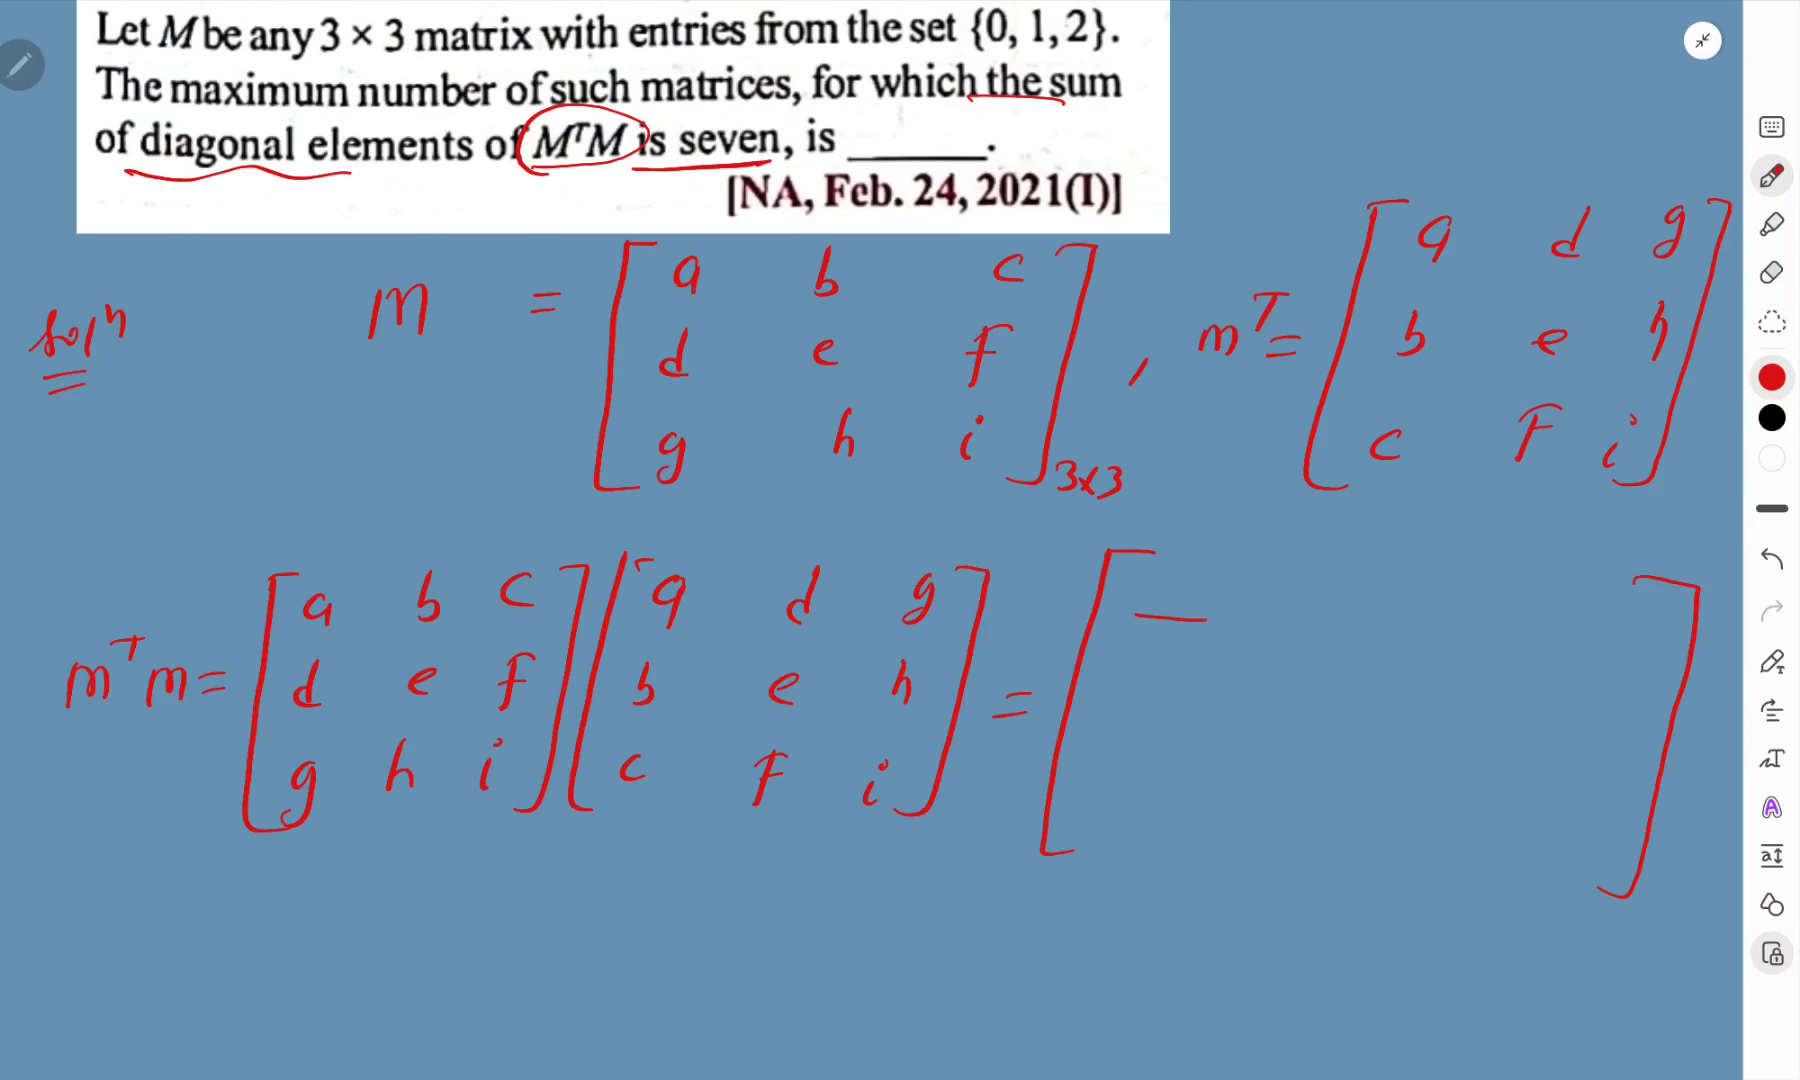 Let M be any 3 × 3 matrix with entries from the set {0, 1, 2}.
The maximum number of such matrices, for which the sum
of diagonal elements of MᵀM is seven, is ______.
[NA, Feb. 24, 2021(I)]
Solⁿ
M = [a b c
d e f
g h i]3×3 , Mᵀ = [a d g
b e h
c F i]
MᵀM = [a b c
d e f
g h i] [a d g
b e h
c F i] = [— ]